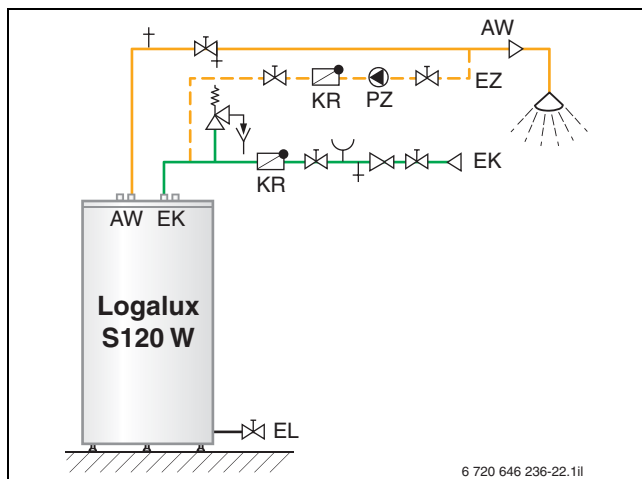 AW
KR
PZ
EZ
KR
EK
AW EK
Logalux
S120 W
EL
6 720 646 236-22.1il